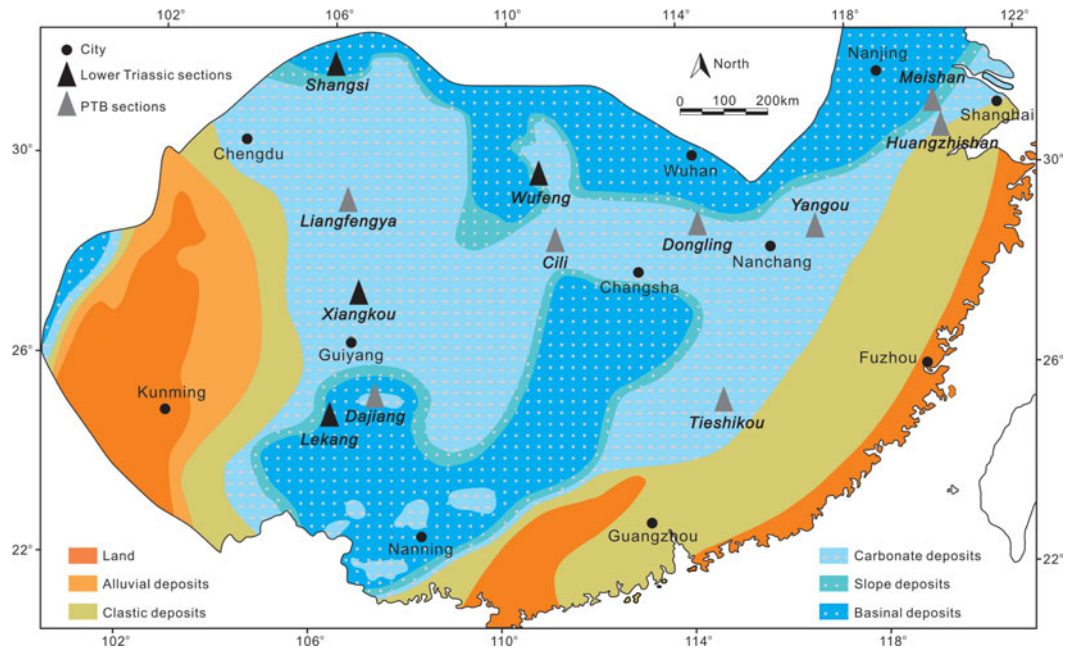 102°
106°
110°
114°
118°
122°
City
Lower Triassic sections
PTB sections
North
0 100 200km
Shangsi
Nanjing
Meishan
Shanghai
Huangzhishan
Chengdu
30°
30°
Wuhan
Wufeng
Liangfengya
Yangou
Dongling
Cili
Nanchang
Changsha
Xiangkou
Guiyang
26°
26°
Fuzhou
Kunming
Dajiang
Lekang
Tieshikou
Guangzhou
Nanning
22°
22°
Land
Alluvial deposits
Clastic deposits
Carbonate deposits
Slope deposits
Basinal deposits
102°
106°
110°
114°
118°